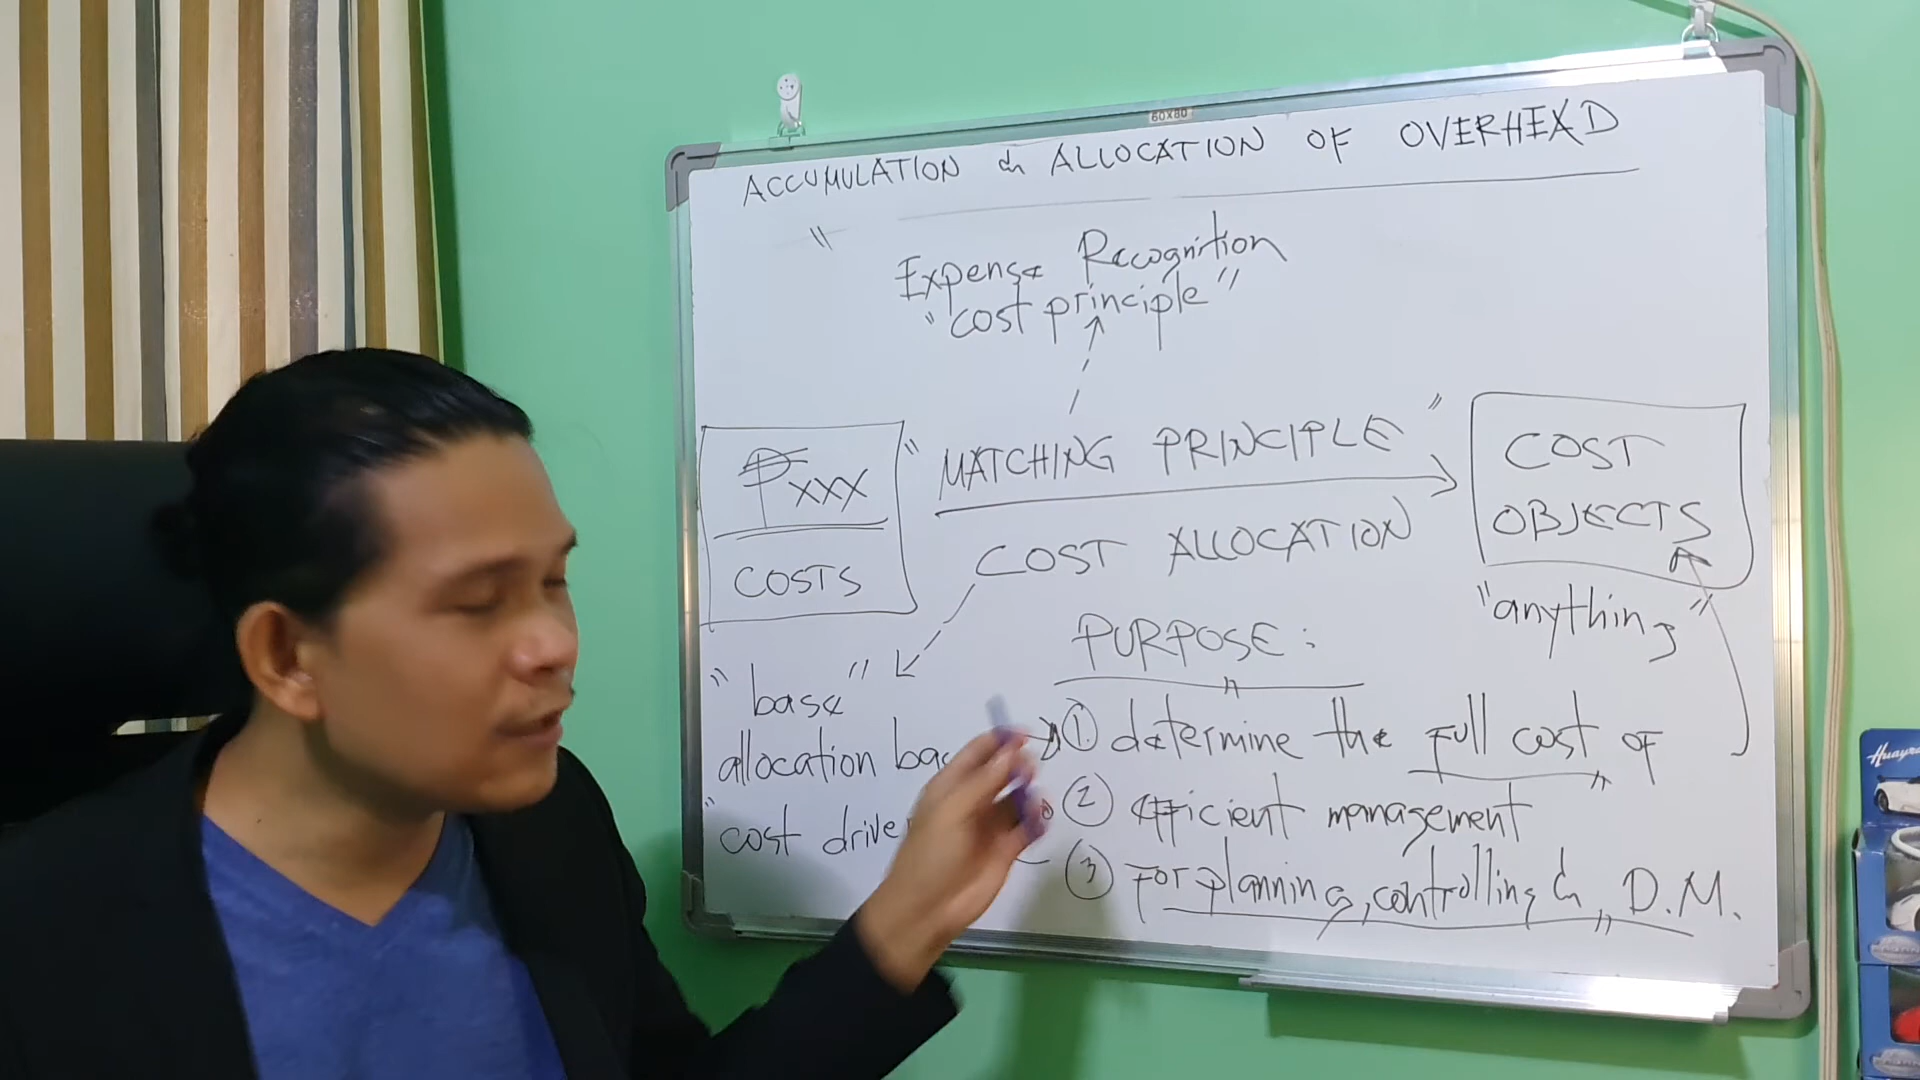 60X80
ACCUMULATION & ALLOCATION OF OVERHEAD
"
Expense Recognition
"cost principle"
"MATCHING PRINCIPLE"
₱xxx
COSTS
COST ALLOCATION
COST
OBJECTS
"anything"
PURPOSE:
"base"
allocation
"cost
① determine the full cost of
② efficient management
③ for planning, controlling & D.M.